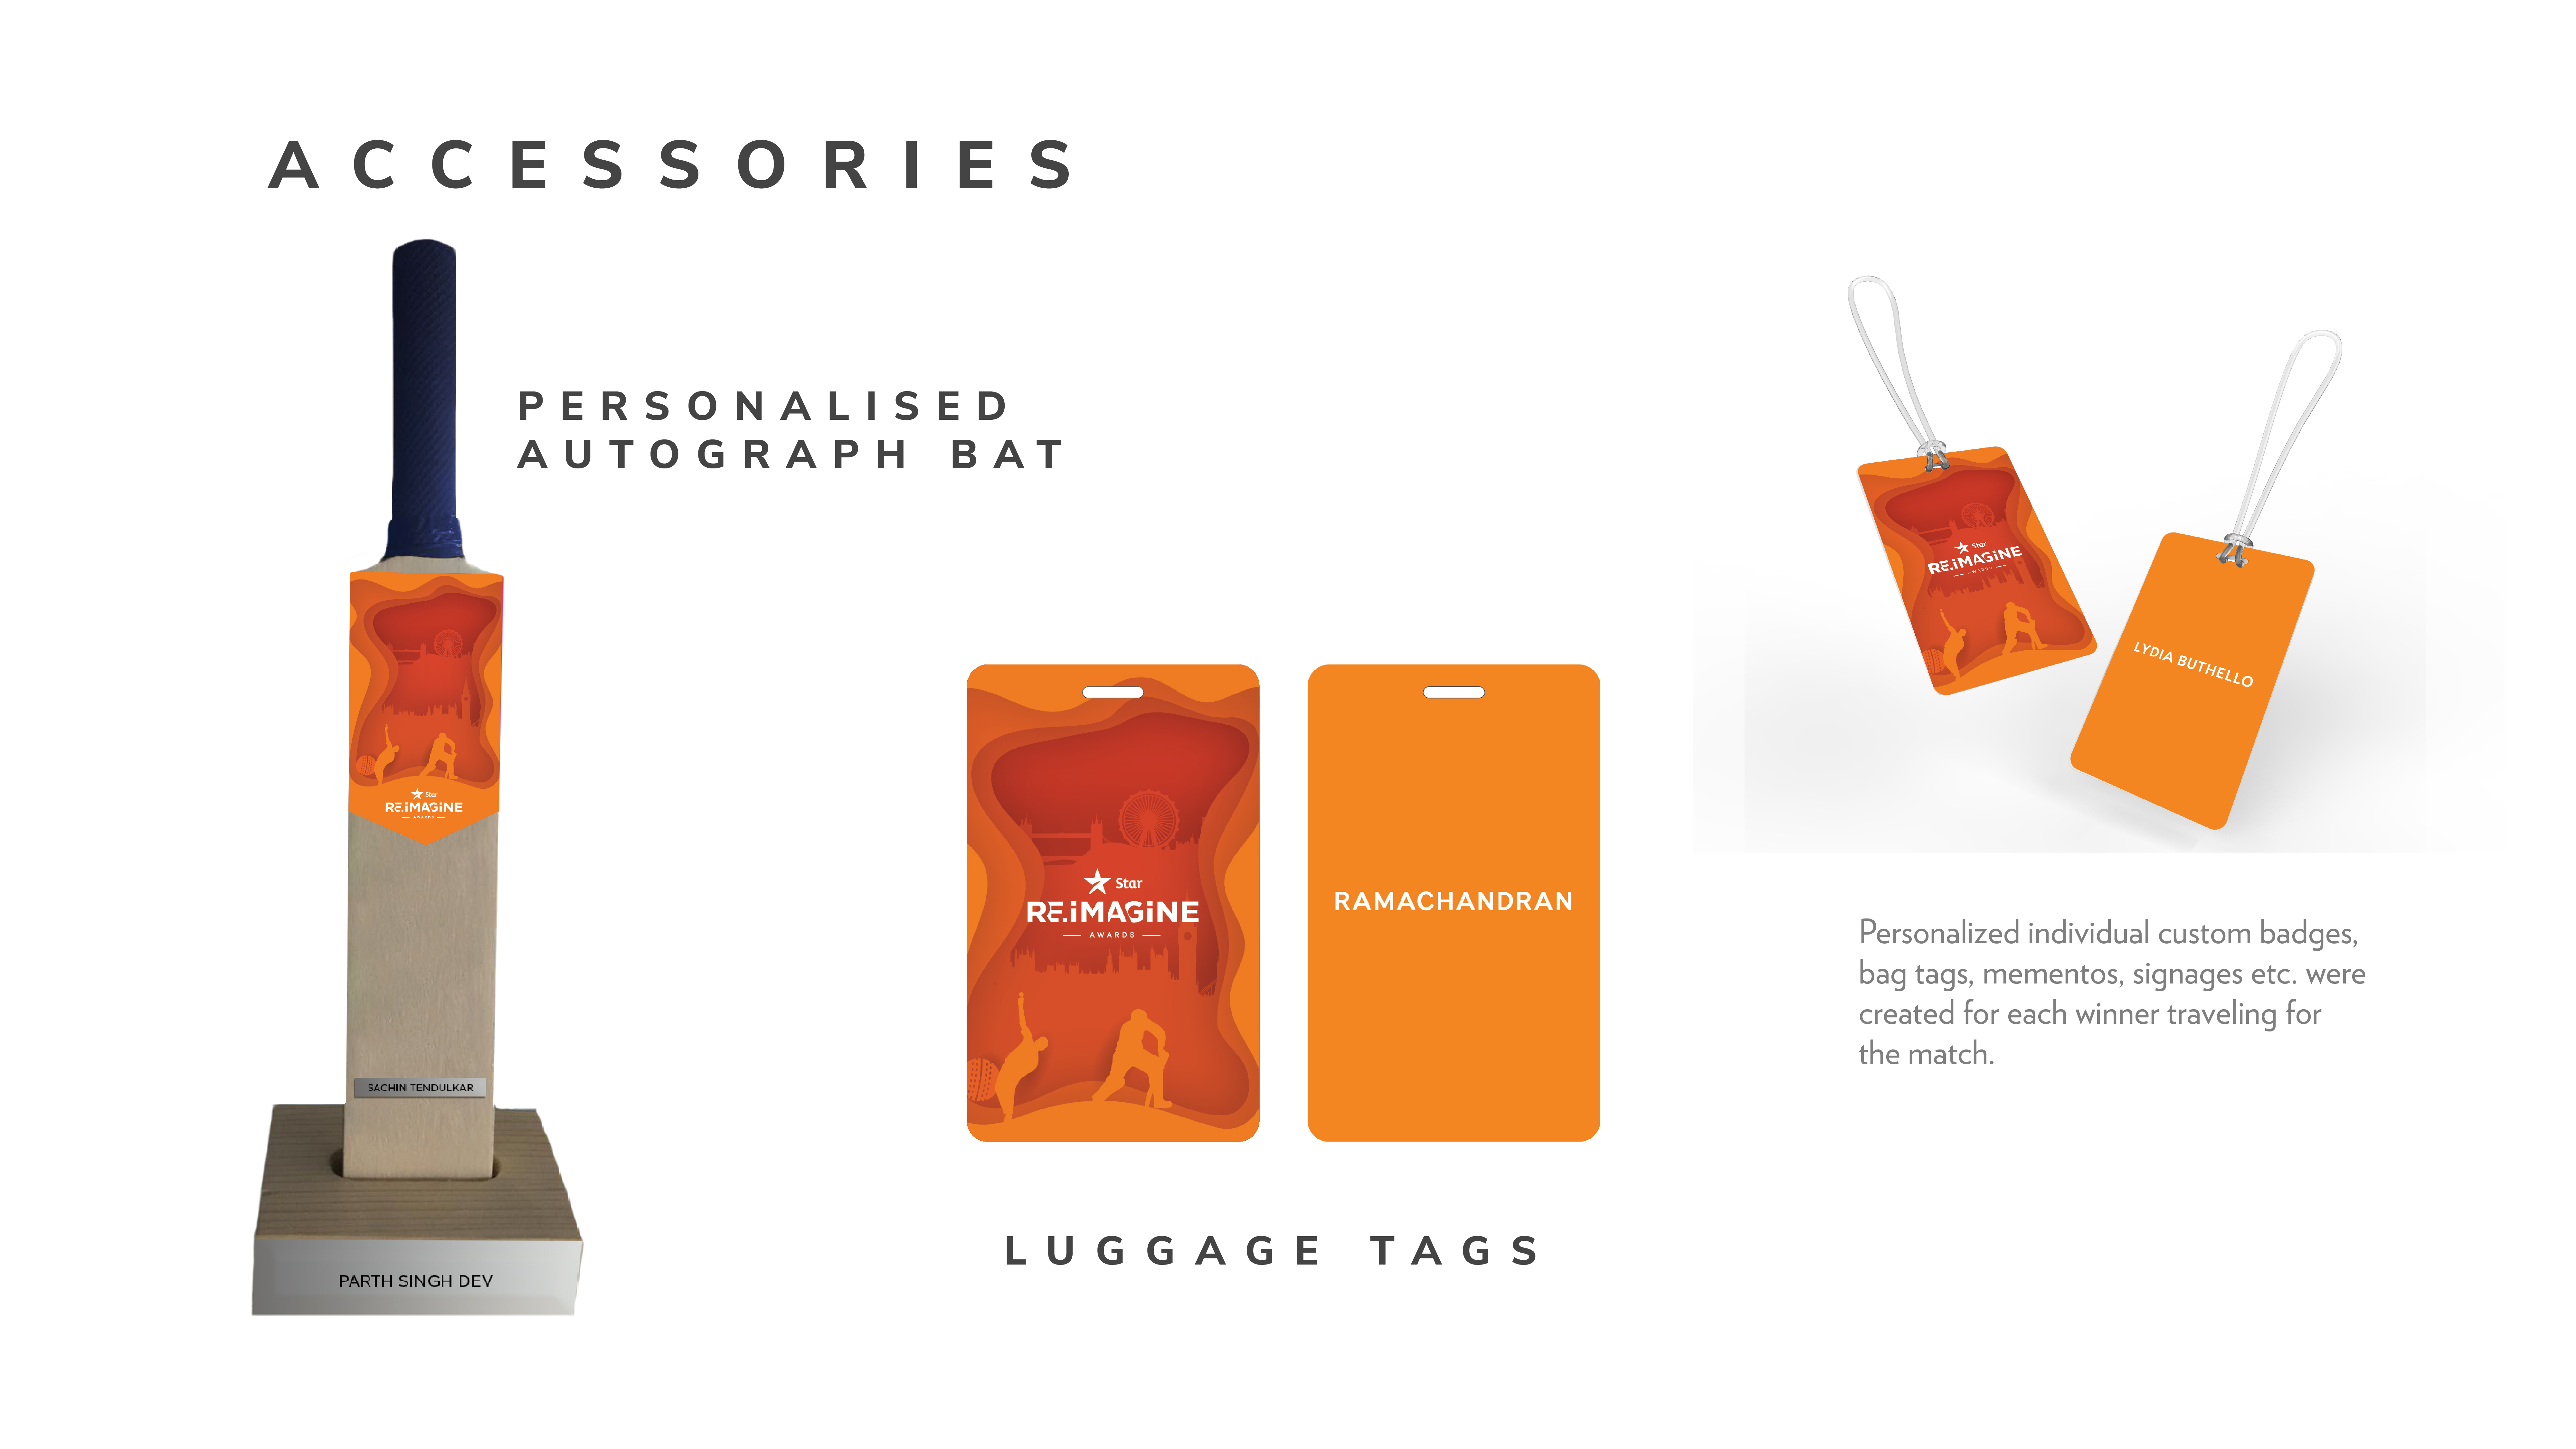 ACCESSORIES
PERSONALISED
AUTOGRAPH BAT
Star
RE.iMAGiNE
AWARDS
SACHIN TENDULKAR
PARTH SINGH DEV
Star
RE.iMAGiNE
AWARDS
RAMACHANDRAN
LUGGAGE TAGS
Star
RE.iMAGiNE
AWARDS
LYDIA BUTHELLO
Personalized individual custom badges,
bag tags, mementos, signages etc. were
created for each winner traveling for
the match.